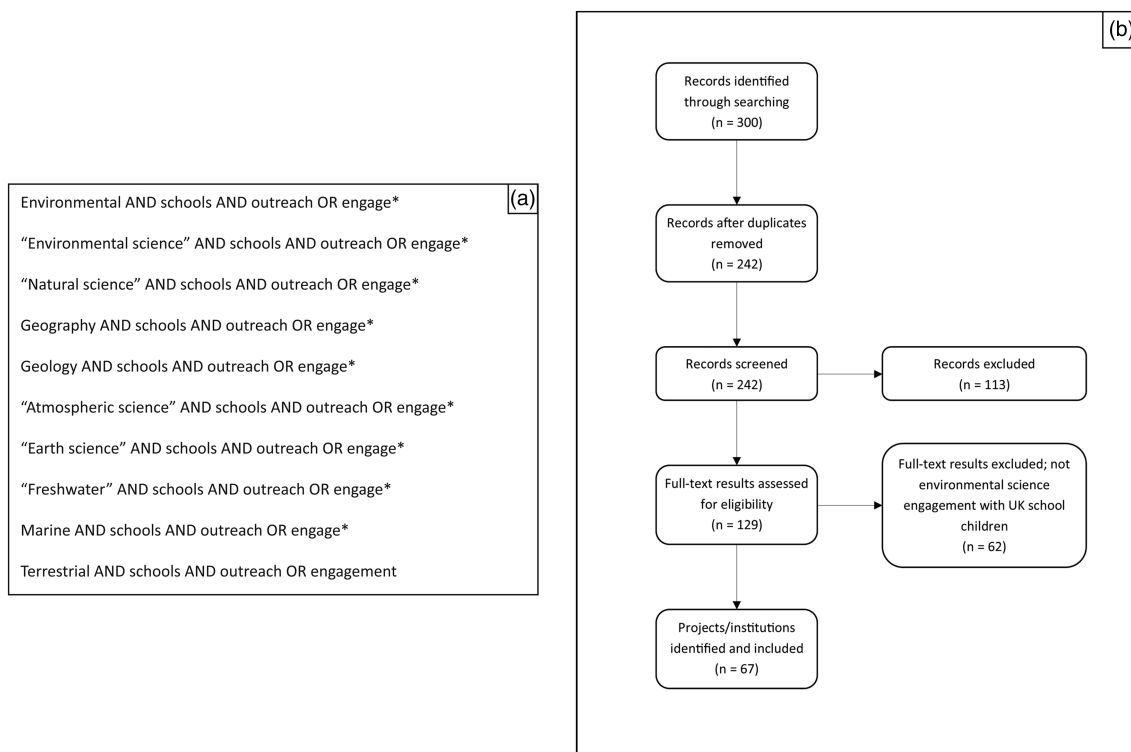 (a)
Environmental AND schools AND outreach OR engage*
“Environmental science” AND schools AND outreach OR engage*
“Natural science” AND schools AND outreach OR engage*
Geography AND schools AND outreach OR engage*
Geology AND schools AND outreach OR engage*
“Atmospheric science” AND schools AND outreach OR engage*
“Earth science” AND schools AND outreach OR engage*
“Freshwater” AND schools AND outreach OR engage*
Marine AND schools AND outreach OR engage*
Terrestrial AND schools AND outreach OR engagement
(b)
Records identified
through searching
(n = 300)
Records after duplicates
removed
(n = 242)
Records screened
(n = 242)
Records excluded
(n = 113)
Full-text results assessed
for eligibility
(n = 129)
Full-text results excluded; not
environmental science
engagement with UK school
children
(n = 62)
Projects/institutions
identified and included
(n = 67)